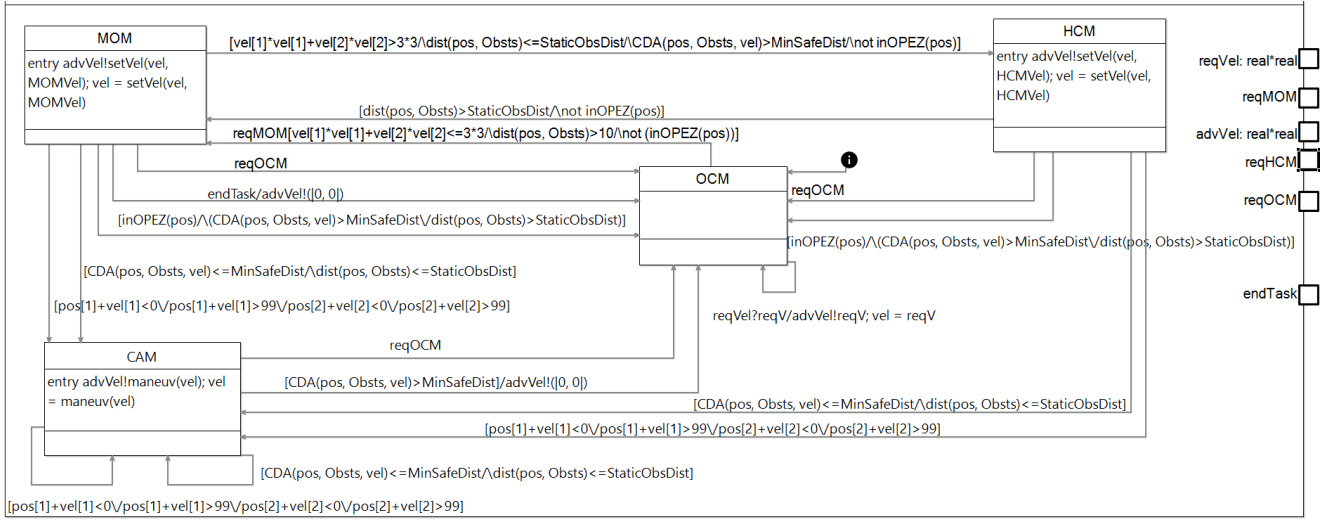 MOM
entry advVel!setVel(vel,
MOMVel); vel = setVel(vel,
MOMVel)
[vel[1]*vel[1]+vel[2]*vel[2]>3*3/\dist(pos, Obsts)<=StaticObsDist/\CDA(pos, Obsts, vel)>MinSafeDist/\not inOPEZ(pos)]
HCM
entry advVel!setVel(vel,
HCMVel); vel = setVel(vel,
HCMVel)
reqVel: real*real
reqMOM
advVel: real*real
reqHCM
reqOCM
endTask
[dist(pos, Obsts)>StaticObsDist/\not inOPEZ(pos)]
reqMOM[vel[1]*vel[1]+vel[2]*vel[2]<=3*3/\dist(pos, Obsts)>10/\not (inOPEZ(pos))]
reqOCM
i
OCM
reqOCM
endTask/advVel!(|0, 0|)
[inOPEZ(pos)/\(CDA(pos, Obsts, vel)>MinSafeDist\/dist(pos, Obsts)>StaticObsDist)]
[inOPEZ(pos)/\(CDA(pos, Obsts, vel)>MinSafeDist\/dist(pos, Obsts)>StaticObsDist)]
[CDA(pos, Obsts, vel)<=MinSafeDist/\dist(pos, Obsts)<=StaticObsDist]
[pos[1]+vel[1]<0\/pos[1]+vel[1]>99\/pos[2]+vel[2]<0\/pos[2]+vel[2]>99]
reqVel?reqV/advVel!reqV; vel = reqV
CAM
entry advVel!maneuv(vel); vel
= maneuv(vel)
reqOCM
[CDA(pos, Obsts, vel)>MinSafeDist]/advVel!(|0, 0|)
[CDA(pos, Obsts, vel)<=MinSafeDist/\dist(pos, Obsts)<=StaticObsDist]
[pos[1]+vel[1]<0\/pos[1]+vel[1]>99\/pos[2]+vel[2]<0\/pos[2]+vel[2]>99]
[CDA(pos, Obsts, vel)<=MinSafeDist/\dist(pos, Obsts)<=StaticObsDist]
[pos[1]+vel[1]<0\/pos[1]+vel[1]>99\/pos[2]+vel[2]<0\/pos[2]+vel[2]>99]